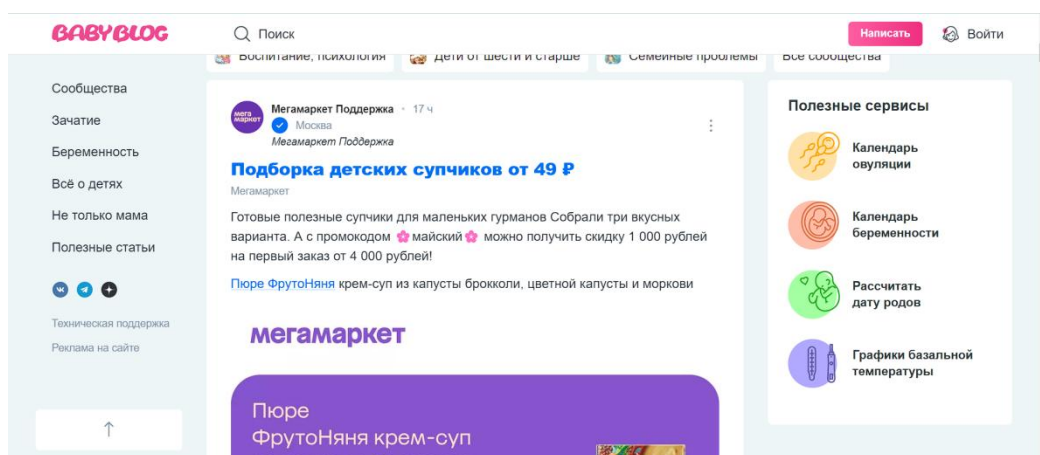 BABYBLOG
Поиск
Написать
Войти
Воспитание, психология
Дети от шести и старше
Семейные проблемы
Все сообщества
Сообщества
Зачатие
Беременность
Всё о детях
Не только мама
Полезные статьи
Техническая поддержка
Реклама на сайте
мега
маркет
Мегамаркет Поддержка · 17 ч
Москва
Мегамаркет Поддержка
Подборка детских супчиков от 49 ₽
Мегамаркет
Готовые полезные супчики для маленьких гурманов Собрали три вкусных
варианта. А с промокодом 🌸майский🌸 можно получить скидку 1 000 рублей
на первый заказ от 4 000 рублей!
Пюре ФрутоНяня крем-суп из капусты брокколи, цветной капусты и моркови
мегамаркет
Пюре
ФрутоНяня крем-суп
Полезные сервисы
Календарь
овуляции
Календарь
беременности
Рассчитать
дату родов
Графики базальной
температуры